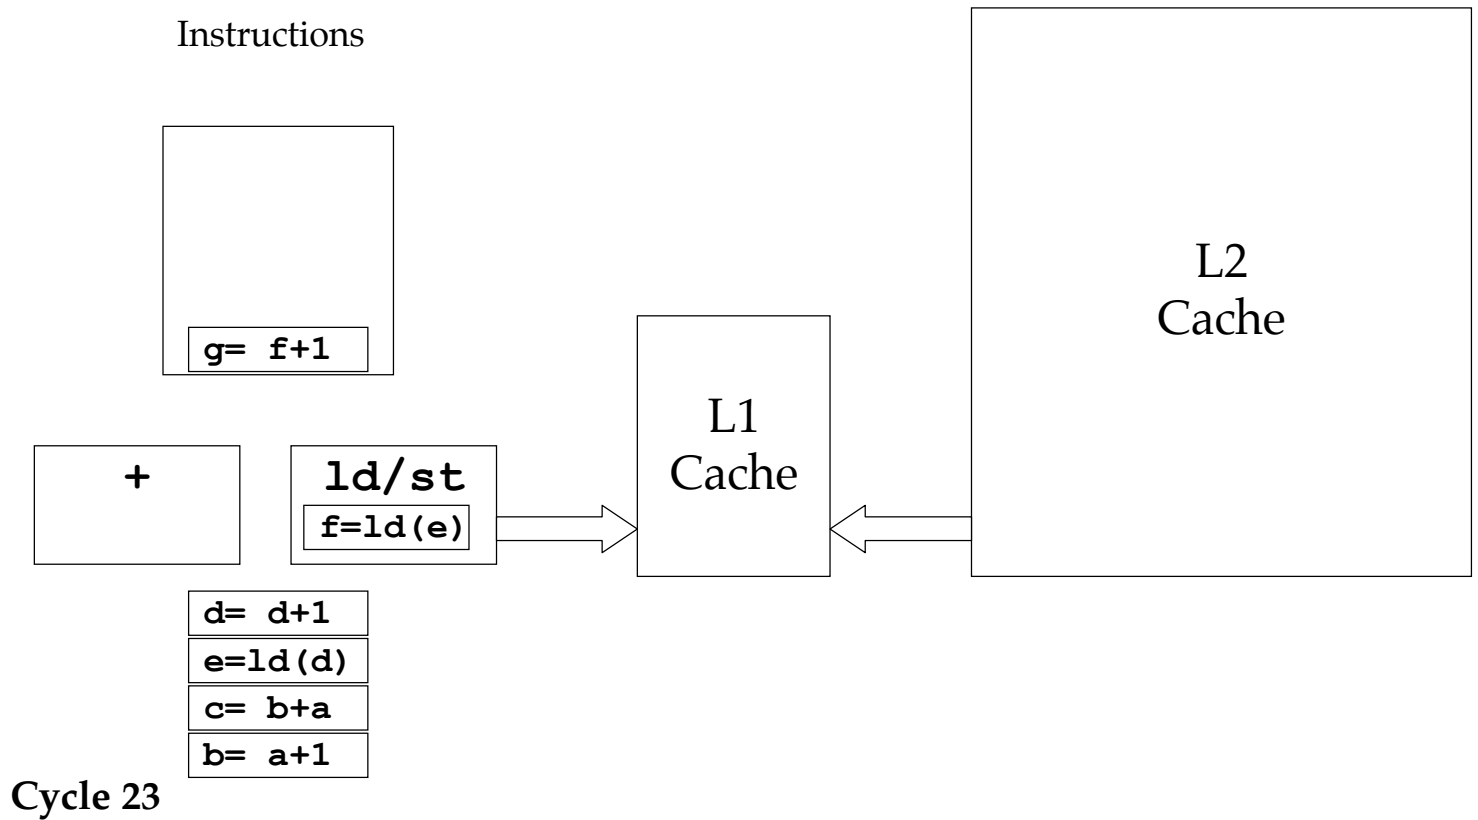 Instructions
g= f+1
+
ld/st
f=ld(e)
d= d+1
e=ld(d)
c= b+a
b= a+1
L1
Cache
L2
Cache
Cycle 23